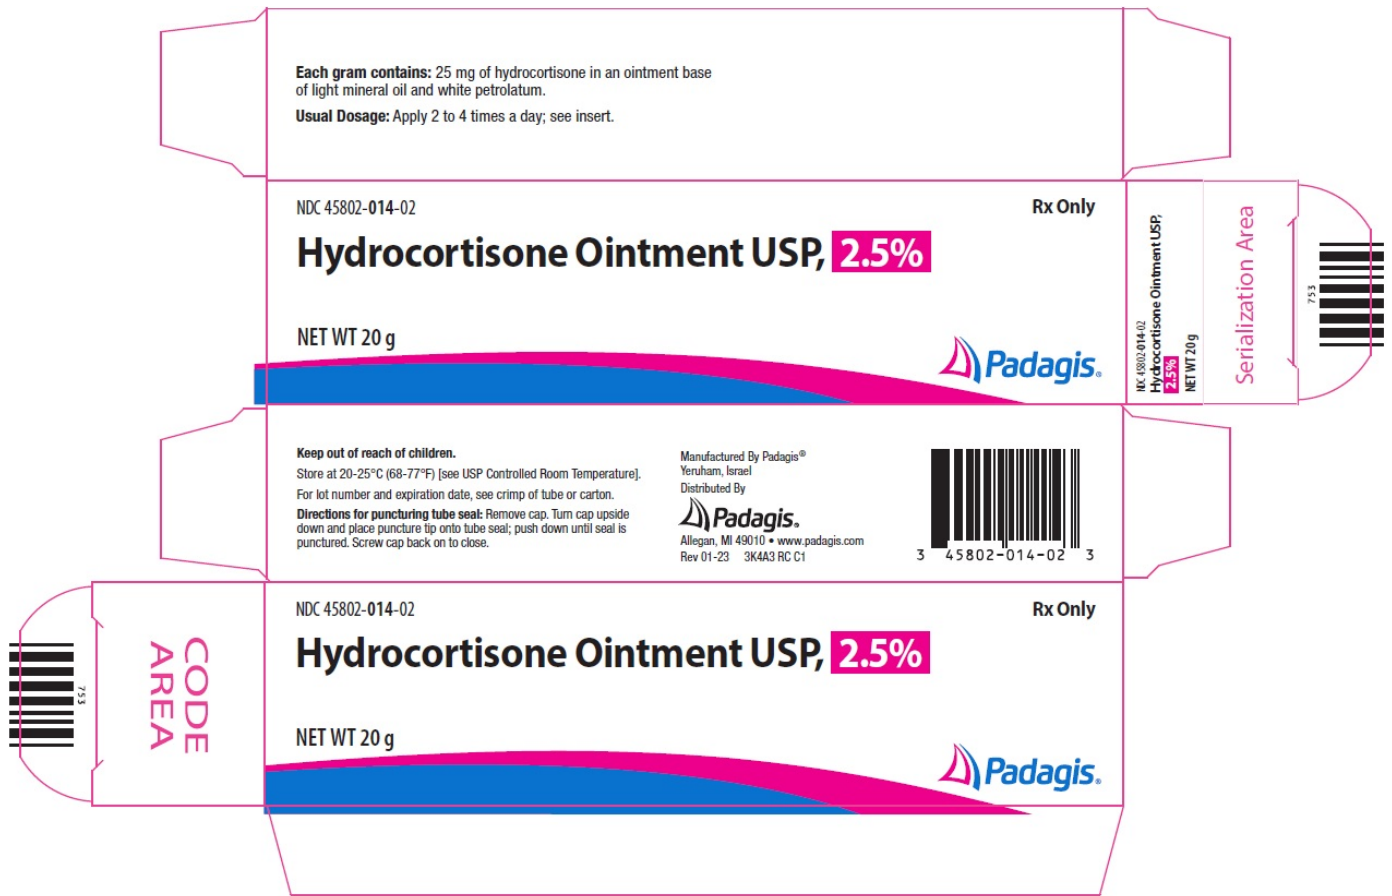 Each gram contains: 25 mg of hydrocortisone in an ointment base
of light mineral oil and white petrolatum.
Usual Dosage: Apply 2 to 4 times a day; see insert.
NDC 45802-014-02
Rx Only
Hydrocortisone Ointment USP, 2.5%
NET WT 20 g
Padagis®
NDC 45802-014-02
Hydrocortisone Ointment USP,
2.5%
NET WT 20 g
Serialization Area
753
Keep out of reach of children.
Store at 20-25°C (68-77°F) [see USP Controlled Room Temperature].
For lot number and expiration date, see crimp of tube or carton.
Directions for puncturing tube seal: Remove cap. Turn cap upside
down and place puncture tip onto tube seal; push down until seal is
punctured. Screw cap back on to close.
Manufactured By Padagis®
Yeruham, Israel
Distributed By
Padagis®
Allegan, MI 49010 • www.padagis.com
Rev 01-23 3K4A3 RC C1
3 45802-014-02 3
NDC 45802-014-02
Rx Only
Hydrocortisone Ointment USP, 2.5%
NET WT 20 g
Padagis®
CODE
AREA
753